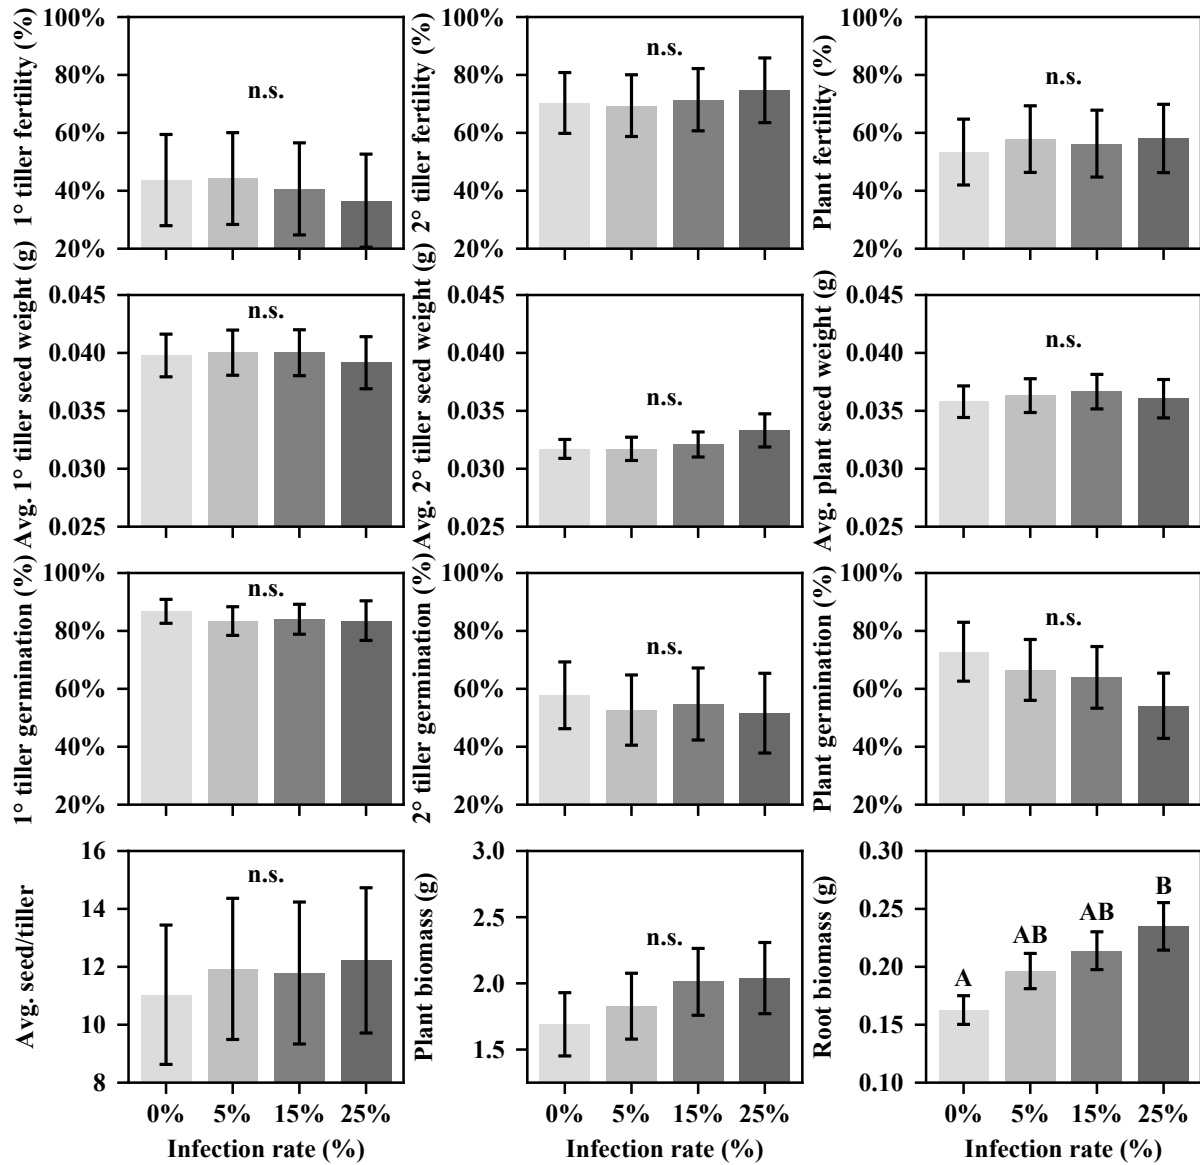 1° tiller fertility (%)
100%
80%
60%
40%
20%
n.s.
2° tiller fertility (%)
100%
80%
60%
40%
20%
n.s.
Plant fertility (%)
100%
80%
60%
40%
20%
n.s.
Avg. 1° tiller seed weight (g)
0.045
0.040
0.035
0.030
0.025
n.s.
Avg. 2° tiller seed weight (g)
0.045
0.040
0.035
0.030
0.025
n.s.
Avg. plant seed weight (g)
0.045
0.040
0.035
0.030
0.025
n.s.
1° tiller germination (%)
100%
80%
60%
40%
20%
n.s.
2° tiller germination (%)
100%
80%
60%
40%
20%
n.s.
Plant germination (%)
100%
80%
60%
40%
20%
n.s.
Avg. seed/tiller
16
14
12
10
8
n.s.
0% 5% 15% 25%
Infection rate (%)
Plant biomass (g)
3.0
2.5
2.0
1.5
n.s.
0% 5% 15% 25%
Infection rate (%)
Root biomass (g)
0.30
0.25
0.20
0.15
0.10
A AB AB B
0% 5% 15% 25%
Infection rate (%)